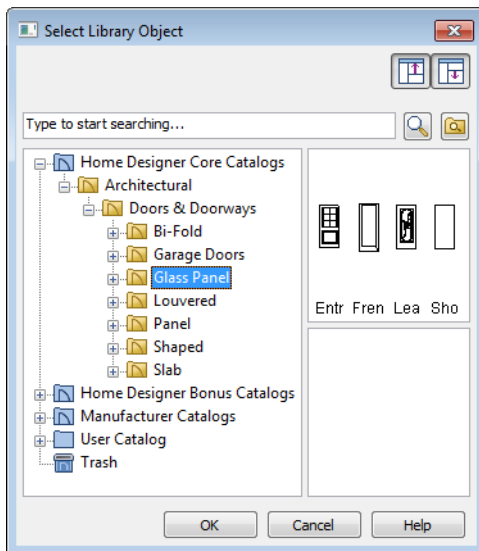 Select Library Object
Type to start searching...
Home Designer Core Catalogs
Architectural
Doors & Doorways
Bi-Fold
Garage Doors
Glass Panel
Louvered
Panel
Shaped
Slab
Home Designer Bonus Catalogs
Manufacturer Catalogs
User Catalog
Trash
Entr Fren Lea Sho
OK Cancel Help